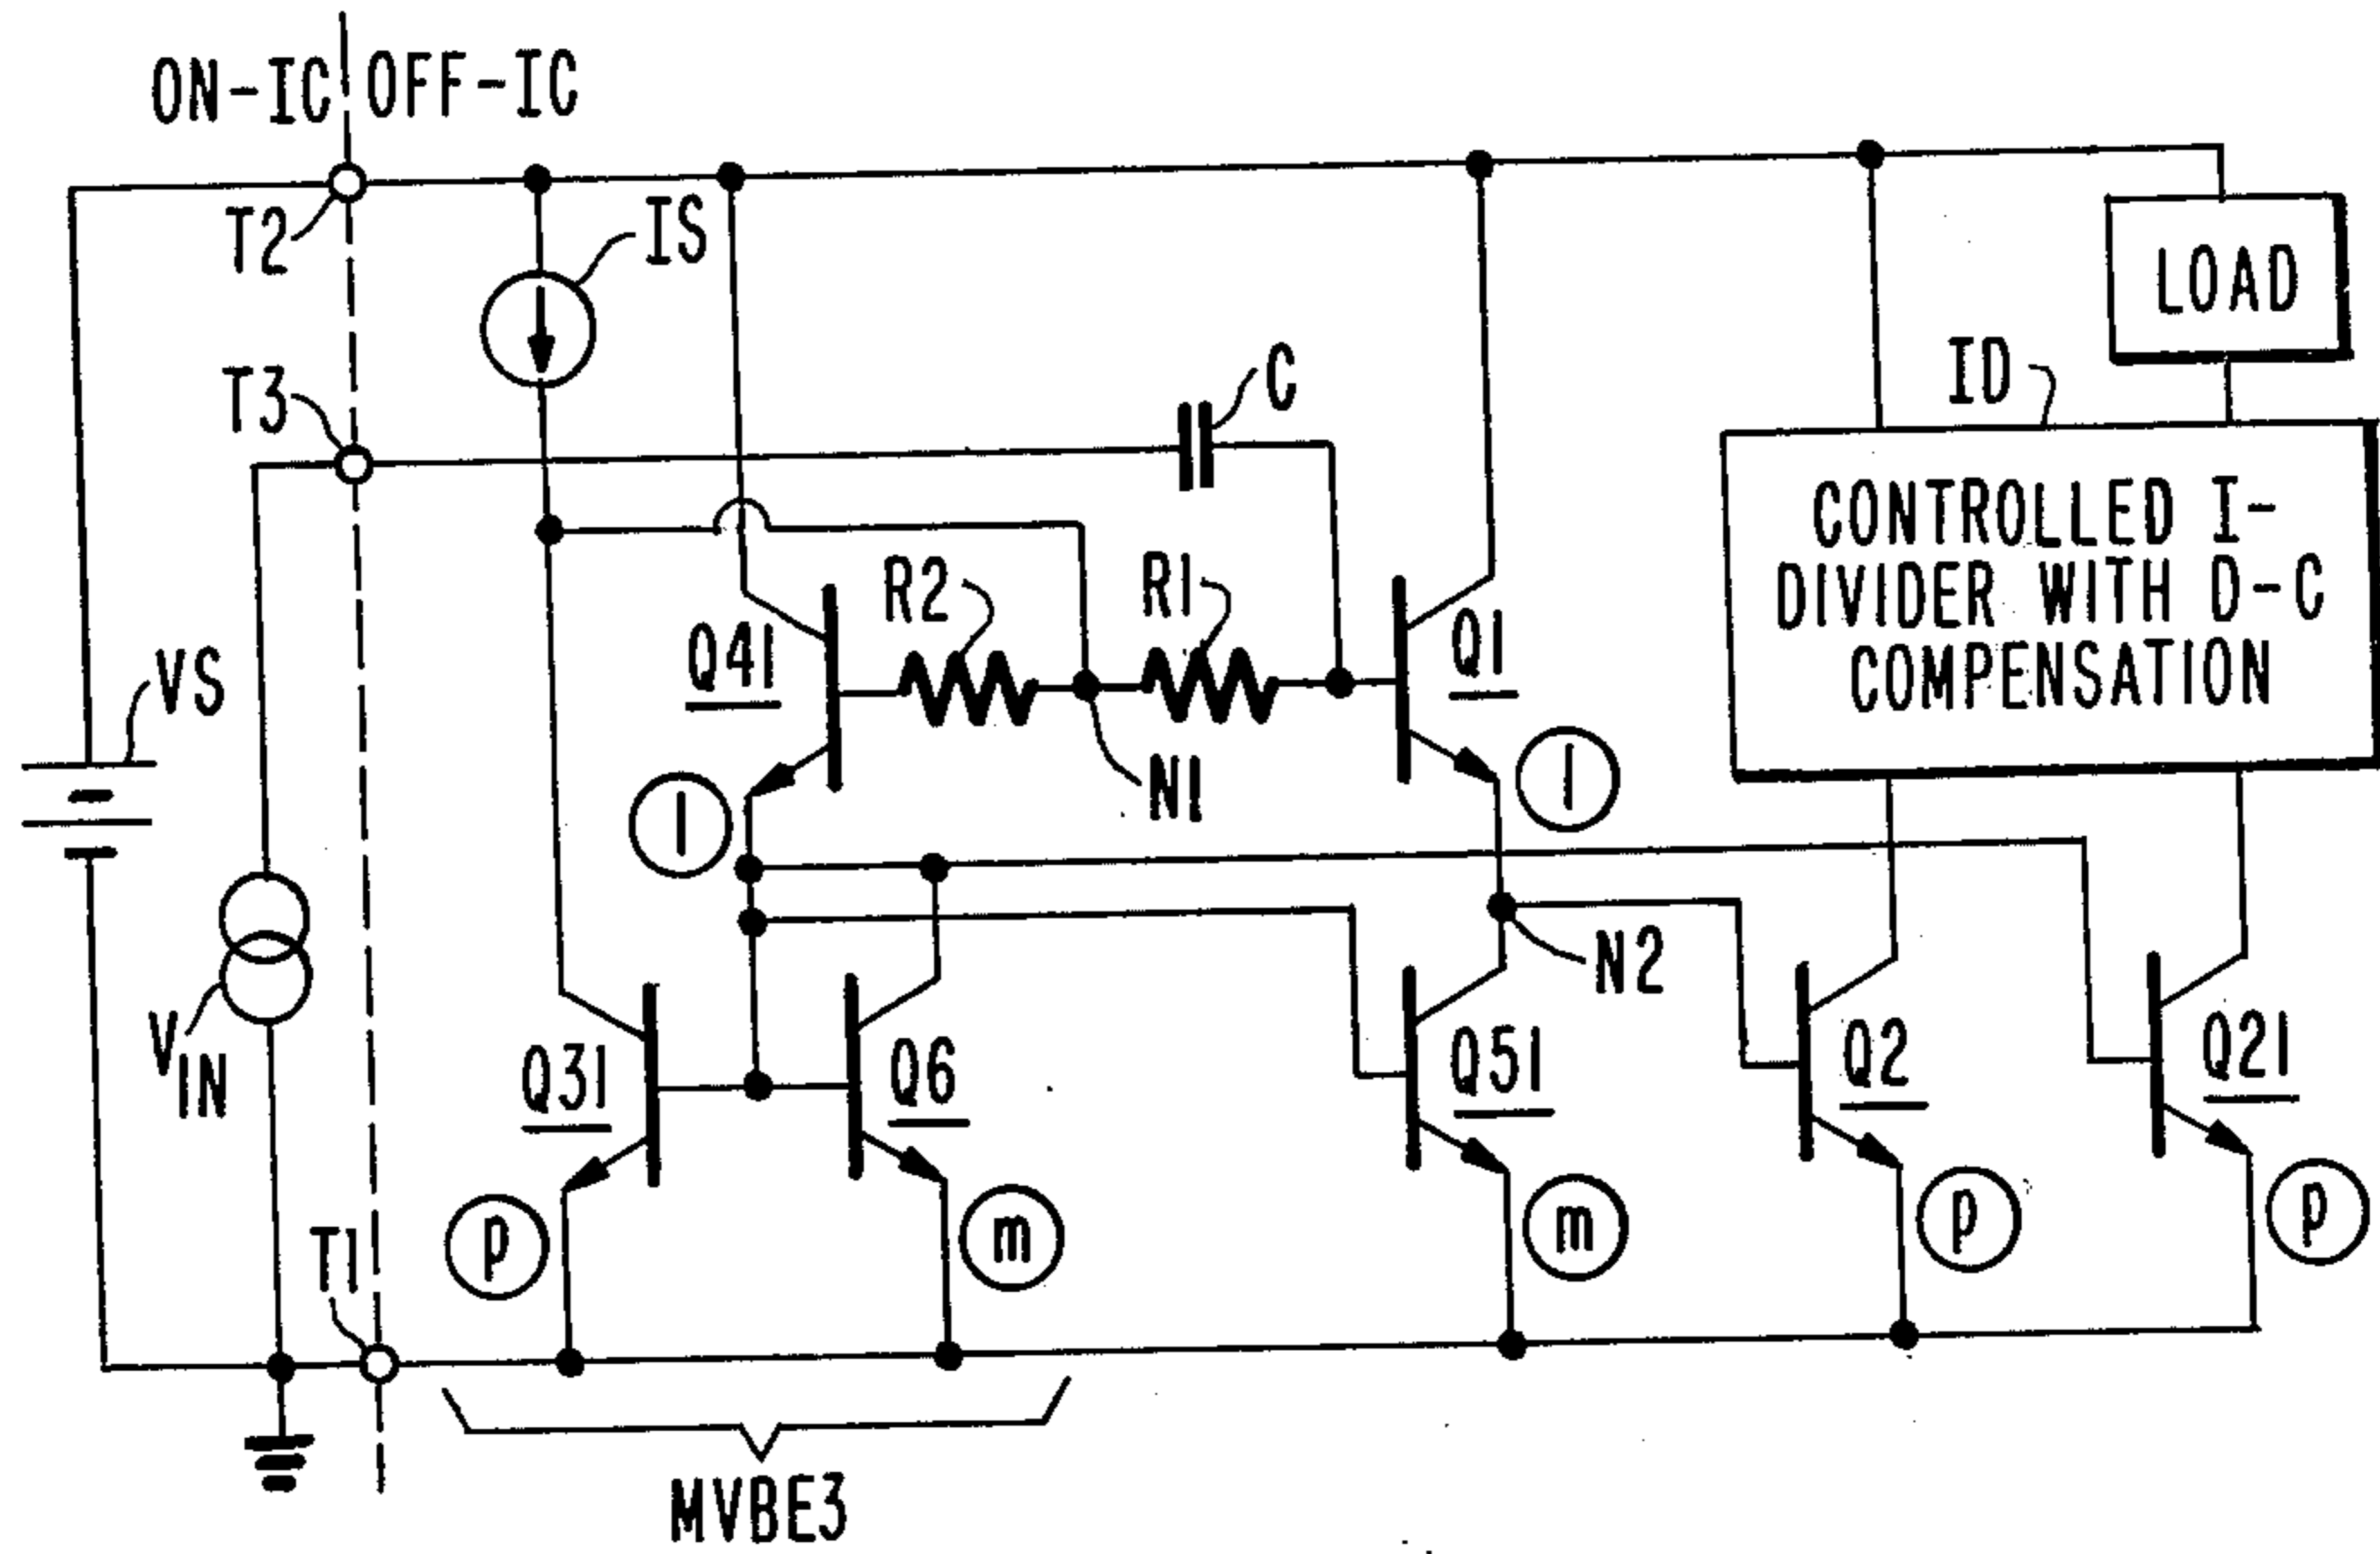 ON-IC OFF-IC
T2
IS
LOAD
T3
C
ID
CONTROLLED I-
DIVIDER WITH D-C
COMPENSATION
R2
R1
Q41
Q1
VS
N1
1
1
N2
VIN
Q31
Q6
Q51
Q2
Q21
T1
p
m
m
p
p
MVBE3